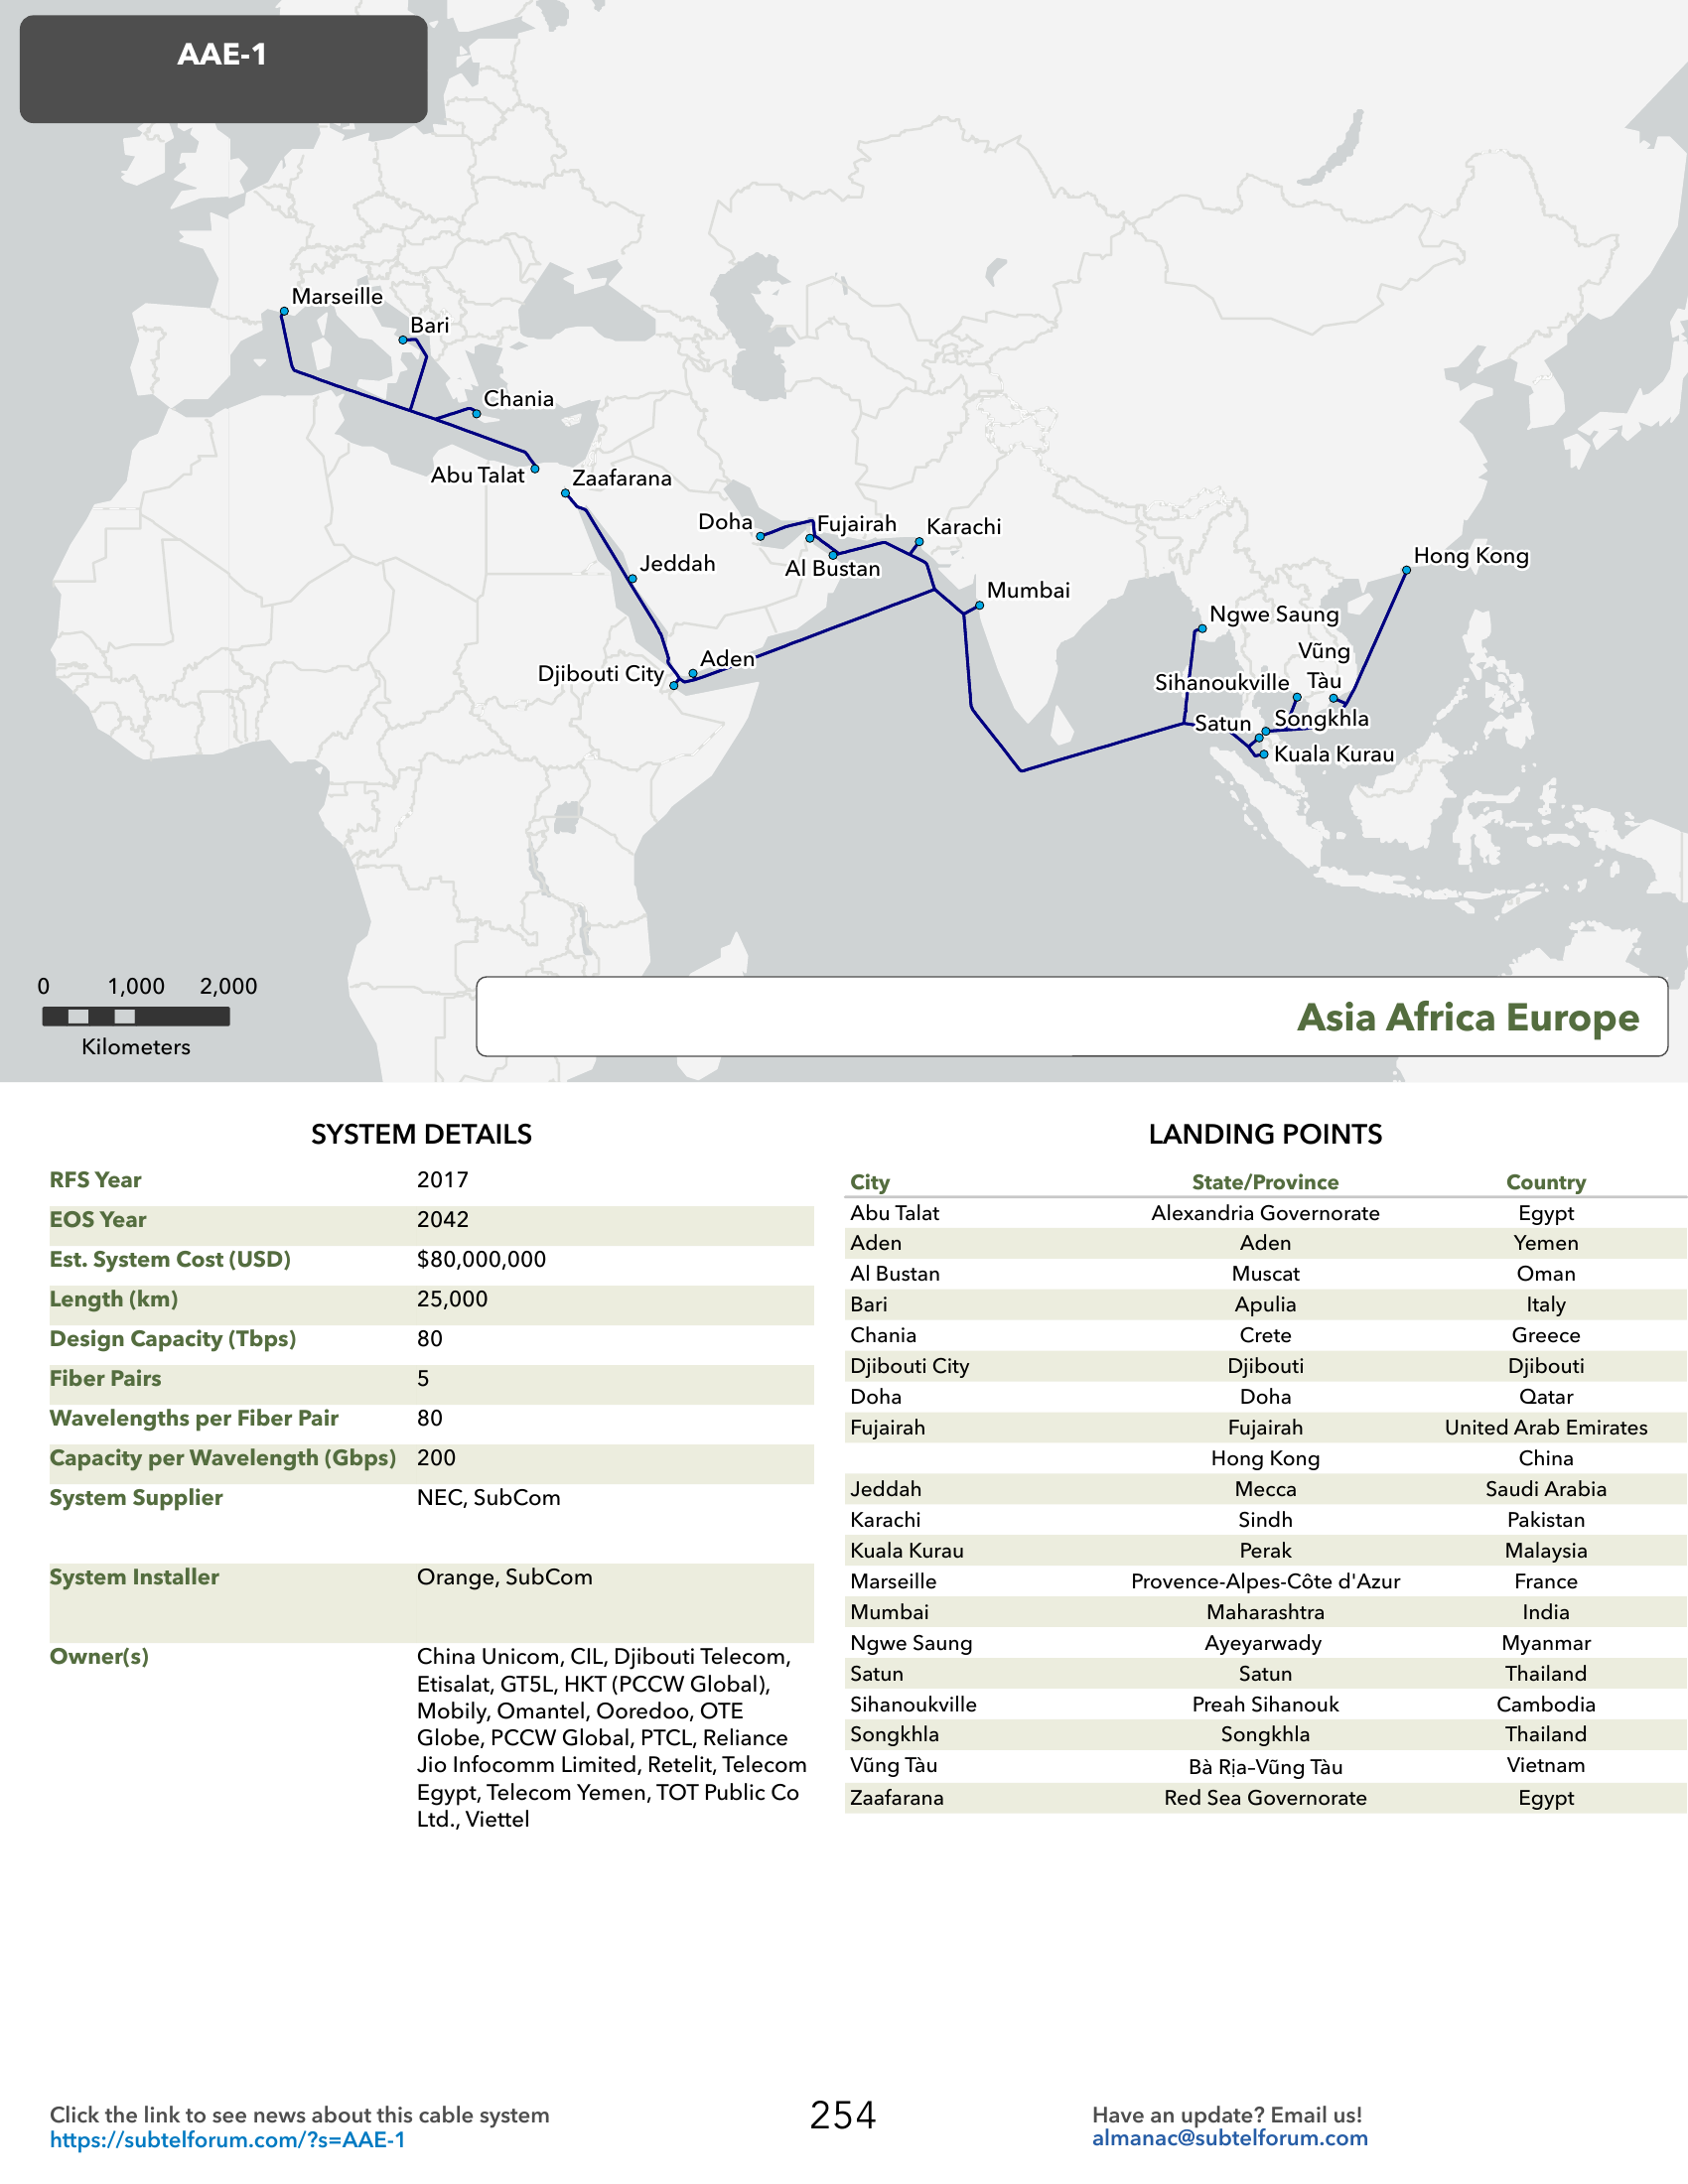 AAE-1
Marseille
Bari
Chania
Abu Talat
Zaafarana
Doha
Fujairah
Karachi
Al Bustan
Jeddah
Hong Kong
Mumbai
Ngwe Saung
Vũng
Tàu
Aden
Djibouti City
Sihanoukville
Satun
Songkhla
Kuala Kurau
0 1,000 2,000
Kilometers
Asia Africa Europe
SYSTEM DETAILS
RFS Year 2017
EOS Year 2042
Est. System Cost (USD) $80,000,000
Length (km) 25,000
Design Capacity (Tbps) 80
Fiber Pairs 5
Wavelengths per Fiber Pair 80
Capacity per Wavelength (Gbps) 200
System Supplier NEC, SubCom
System Installer Orange, SubCom
Owner(s) China Unicom, CIL, Djibouti Telecom,
Etisalat, GT5L, HKT (PCCW Global),
Mobily, Omantel, Ooredoo, OTE
Globe, PCCW Global, PTCL, Reliance
Jio Infocomm Limited, Retelit, Telecom
Egypt, Telecom Yemen, TOT Public Co
Ltd., Viettel
LANDING POINTS
City State/Province Country
Abu Talat Alexandria Governorate Egypt
Aden Aden Yemen
Al Bustan Muscat Oman
Bari Apulia Italy
Chania Crete Greece
Djibouti City Djibouti Djibouti
Doha Doha Qatar
Fujairah Fujairah United Arab Emirates
Hong Kong China
Jeddah Mecca Saudi Arabia
Karachi Sindh Pakistan
Kuala Kurau Perak Malaysia
Marseille Provence-Alpes-Côte d'Azur France
Mumbai Maharashtra India
Ngwe Saung Ayeyarwady Myanmar
Satun Satun Thailand
Sihanoukville Preah Sihanouk Cambodia
Songkhla Songkhla Thailand
Vũng Tàu Bà Rịa–Vũng Tàu Vietnam
Zaafarana Red Sea Governorate Egypt
Click the link to see news about this cable system
https://subtelforum.com/?s=AAE-1
254
Have an update? Email us!
almanac@subtelforum.com